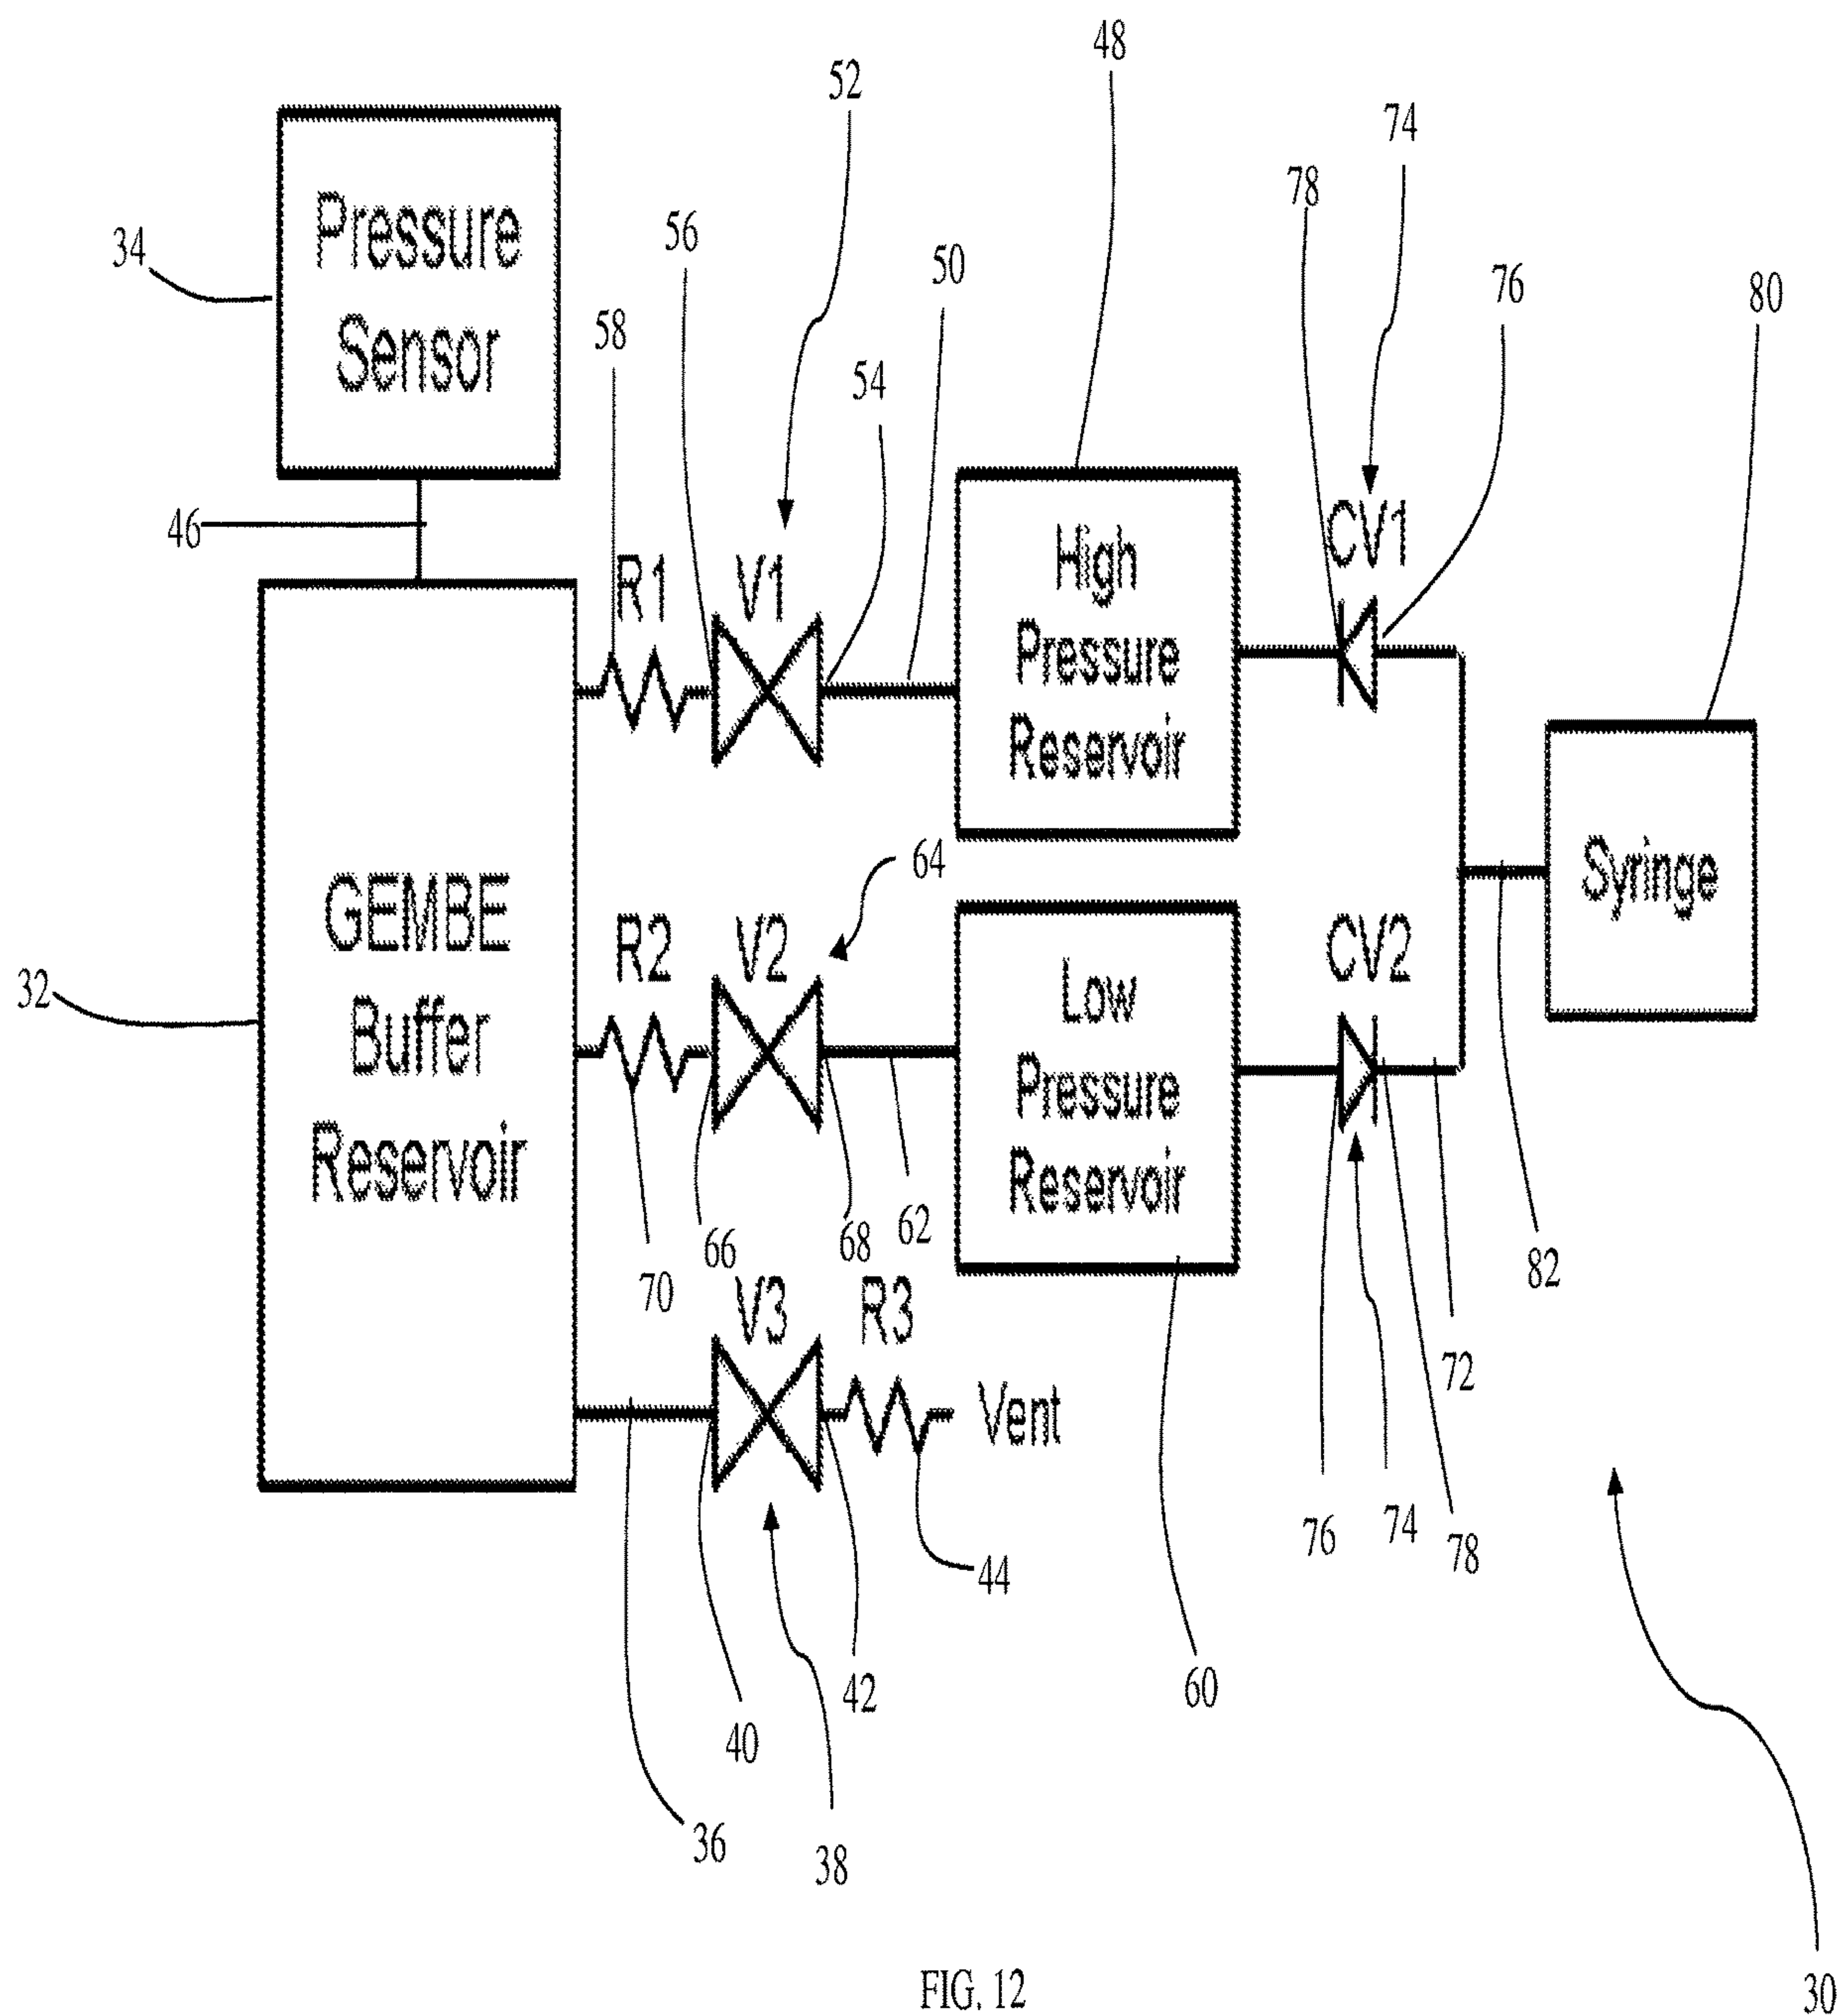 48
52
74
78
Pressure
Sensor
34
56
50
76
80
58
54
46
CV1
R1
V1
High
Pressure
Reservoir
64
Syringe
GEMBE
Buffer
Reservoir
R2
V2
CV2
32
Low
Pressure
Reservoir
66
68
62
82
70
V3
R3
72
Vent
76
74
78
44
60
42
40
36
38
FIG. 12
30